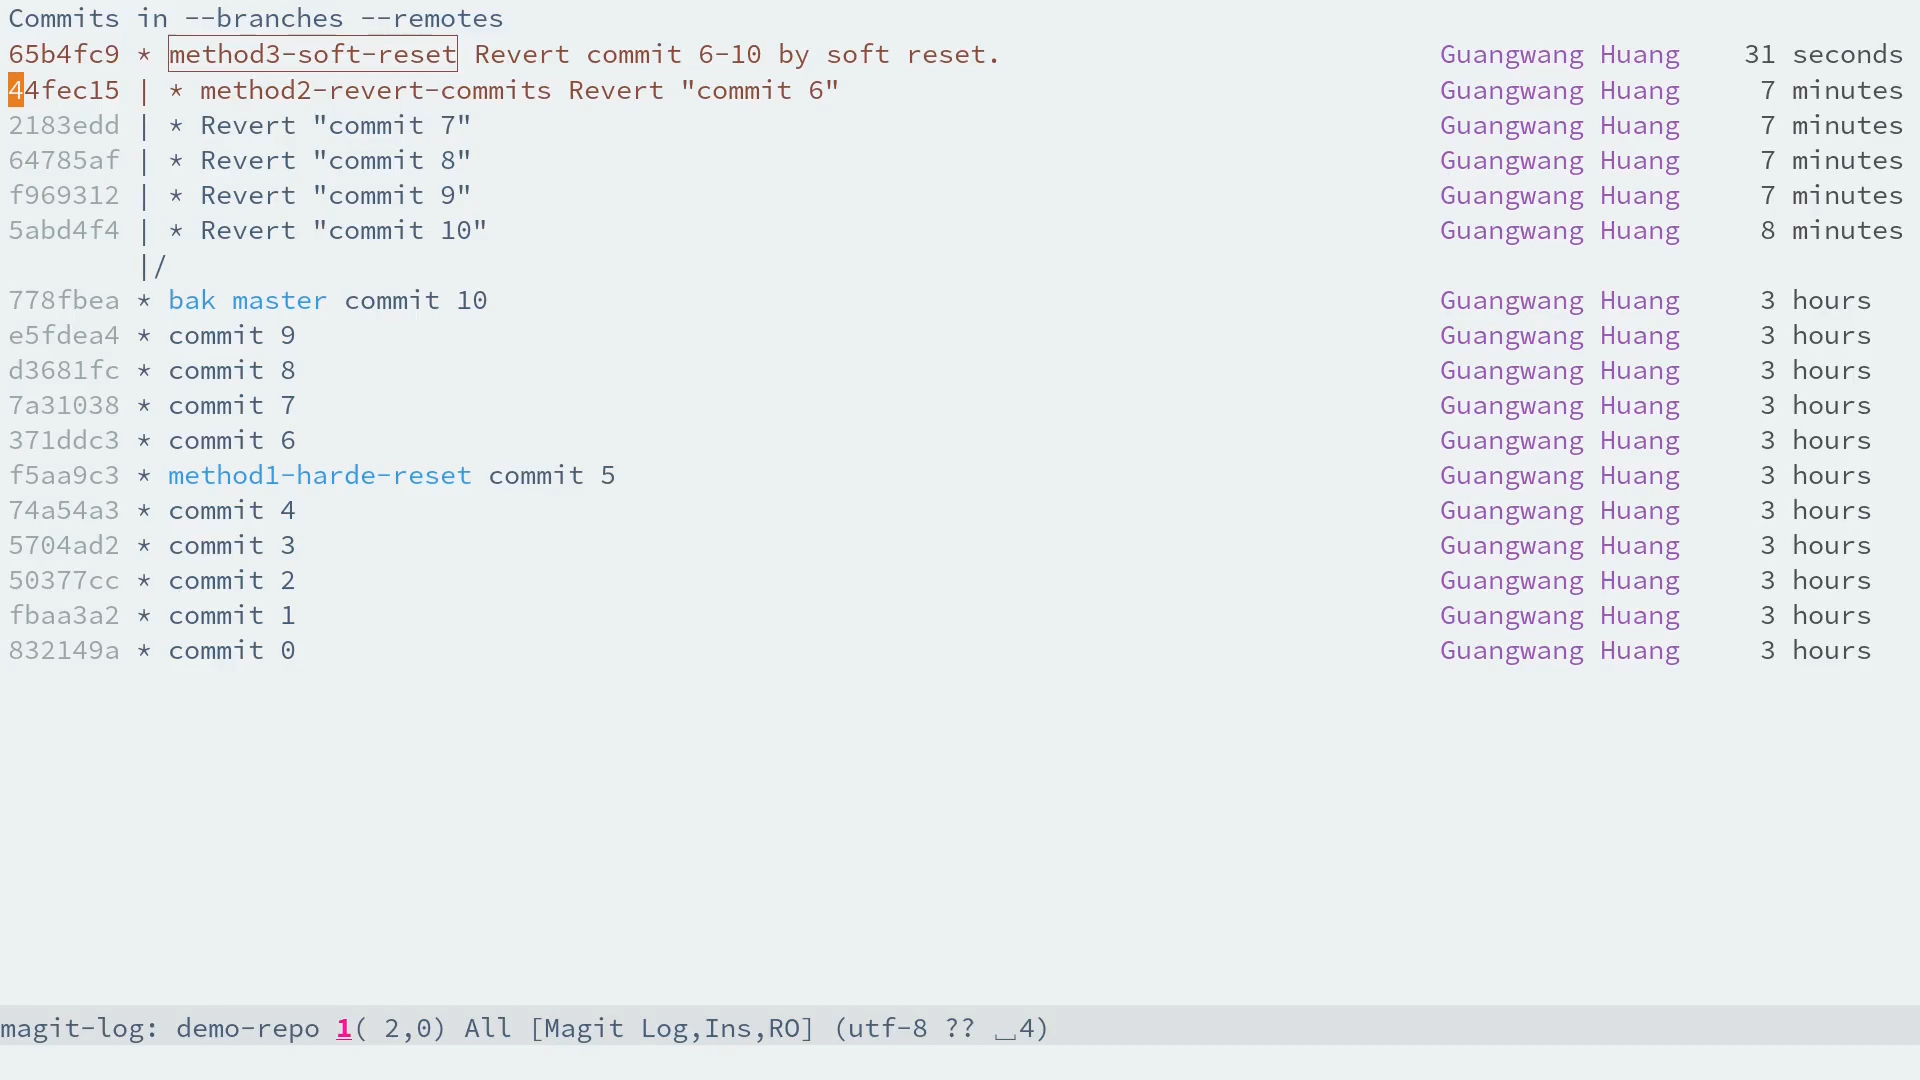 Commits in --branches --remotes
65b4fc9 * method3-soft-reset Revert commit 6-10 by soft reset. Guangwang Huang 31 seconds
44fec15 | * method2-revert-commits Revert "commit 6" Guangwang Huang 7 minutes
2183edd | * Revert "commit 7" Guangwang Huang 7 minutes
64785af | * Revert "commit 8" Guangwang Huang 7 minutes
f969312 | * Revert "commit 9" Guangwang Huang 7 minutes
5abd4f4 | * Revert "commit 10" Guangwang Huang 8 minutes
|/
778fbea * bak master commit 10 Guangwang Huang 3 hours
e5fdea4 * commit 9 Guangwang Huang 3 hours
d3681fc * commit 8 Guangwang Huang 3 hours
7a31038 * commit 7 Guangwang Huang 3 hours
371ddc3 * commit 6 Guangwang Huang 3 hours
f5aa9c3 * method1-harde-reset commit 5 Guangwang Huang 3 hours
74a54a3 * commit 4 Guangwang Huang 3 hours
5704ad2 * commit 3 Guangwang Huang 3 hours
50377cc * commit 2 Guangwang Huang 3 hours
fbaa3a2 * commit 1 Guangwang Huang 3 hours
832149a * commit 0 Guangwang Huang 3 hours
magit-log: demo-repo 1( 2,0) All [Magit Log,Ins,RO] (utf-8 ?? ⎵4)